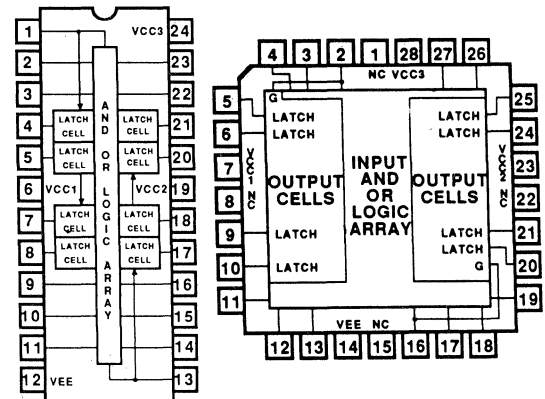 1 VCC3 24
2 23
3 22
4 LATCH CELL LATCH CELL 21
5 LATCH CELL LATCH CELL 20
6 VCC1 VCC2 19
7 LATCH CELL LATCH CELL 18
8 LATCH CELL LATCH CELL 17
9 16
10 15
11 14
12 VEE 13
AND OR LOGIC ARRAY
4 3 2 1 28 27 26
NC VCC3
G
5 LATCH LATCH 25
6 LATCH LATCH 24
7 23
8 22
VCC1 NC
VCC2 NC
OUTPUT
CELLS
INPUT
AND
OR
LOGIC
ARRAY
OUTPUT
CELLS
9 LATCH LATCH 21
LATCH 20
10 LATCH G
11 19
VEE NC
12 13 14 15 16 17 18